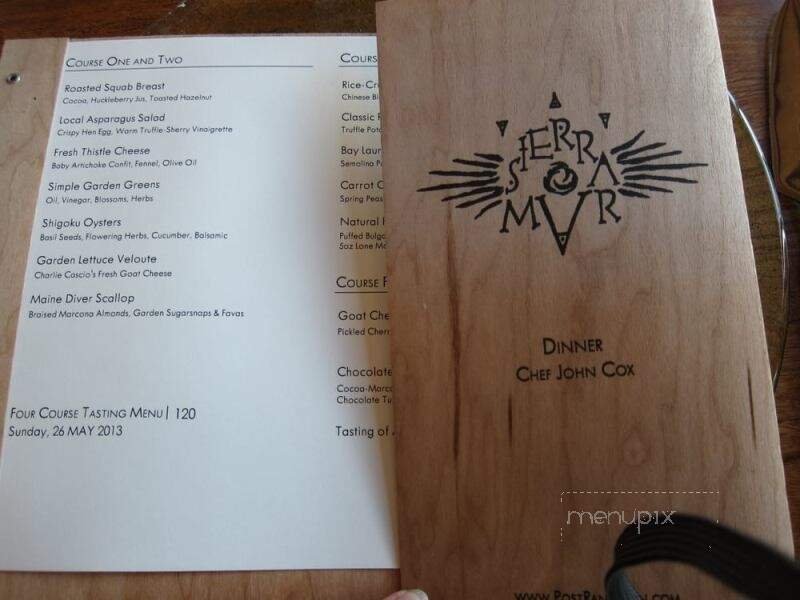 COURSE ONE AND TWO
Roasted Squab Breast
Cocoa, Huckleberry Jus, Toasted Hazelnut
Local Asparagus Salad
Crispy Hen Egg, Warm Truffle-Sherry Vinaigrette
Fresh Thistle Cheese
Baby Artichoke Confit, Fennel, Olive Oil
Simple Garden Greens
Oil, Vinegar, Blossoms, Herbs
Shigoku Oysters
Basil Seeds, Flowering Herbs, Cucumber, Balsamic
Garden Lettuce Veloute
Charlie Cascio's Fresh Goat Cheese
Maine Diver Scallop
Braised Marcona Almonds, Garden Sugarsnaps & Favas
FOUR COURSE TASTING MENU| 120
Sunday, 26 MAY 2013
Chinese
Classic
Truffle
Bay
Semolina
Carrot
Spring Peas
Natural
Puffed
Saz Lone
COURSE
Goat
Pickled
Chocolate
Chocolate
Tasting of
SIERRA
MAR
DINNER
CHEF JOHN COX
menupix